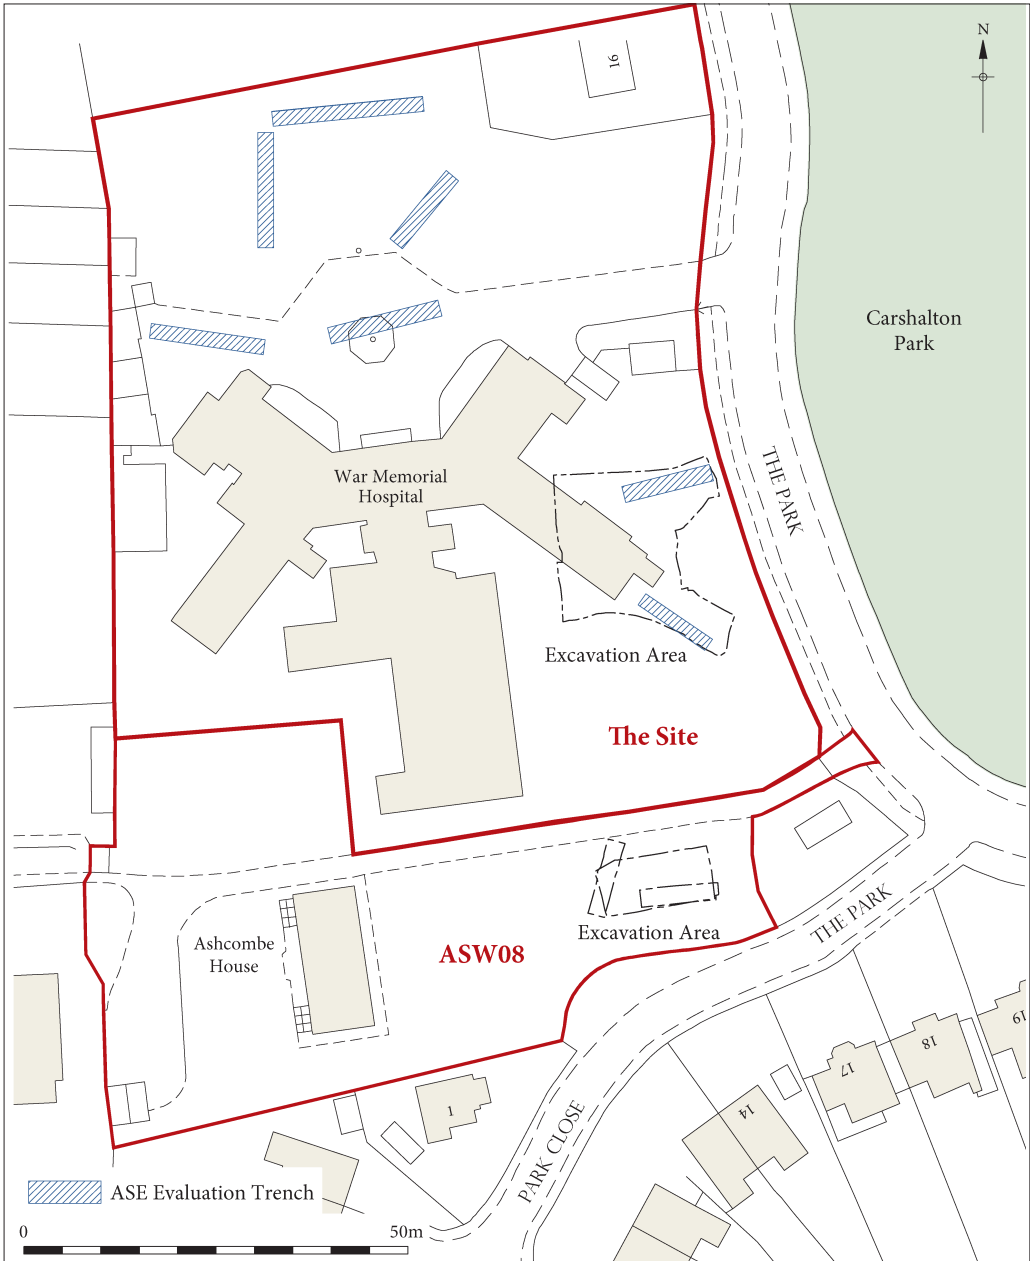 N
16
Carshalton
Park
THE PARK
War Memorial
Hospital
Excavation Area
The Site
Excavation Area
THE PARK
Ashcombe
House
ASW08
19
18
17
14
1
PARK CLOSE
ASE Evaluation Trench
0
50m